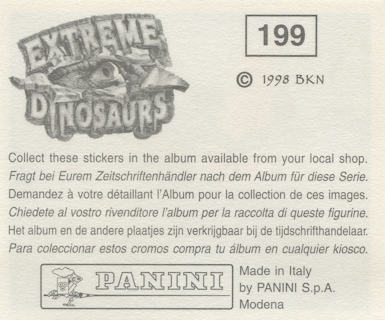 EXTREME
DINOSAURS
199
© 1998 BKN
Collect these stickers in the album available from your local shop.
Fragt bei Eurem Zeitschriftenhändler nach dem Album für diese Serie.
Demandez à votre détaillant l'Album pour la collection de ces images.
Chiedete al vostro rivenditore l'album per la raccolta di queste figurine.
Het album en de andere plaatjes zijn verkrijgbaar bij de tijdschrifthandelaar.
Para coleccionar estos cromos compra tu álbum en cualquier kiosco.
PANINI
Made in Italy
by PANINI S.p.A.
Modena